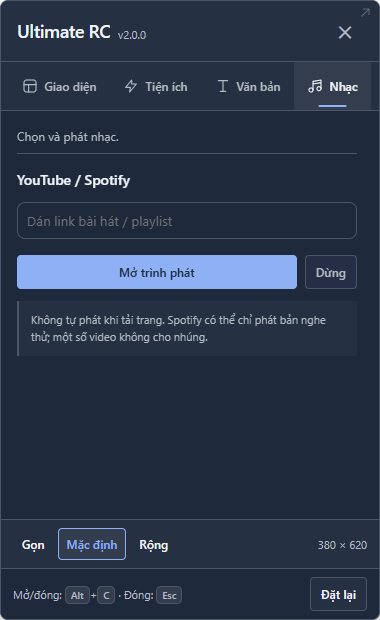 Ultimate RC v2.0.0
Giao diện Tiện ích Văn bản Nhạc
Chọn và phát nhạc.
YouTube / Spotify
Dán link bài hát / playlist
Mở trình phát Dừng
Không tự phát khi tải trang. Spotify có thể chỉ phát bản nghe
thử; một số video không cho nhúng.
Gọn Mặc định Rộng 380 × 620
Mở/đóng: Alt+C · Đóng: Esc Đặt lại